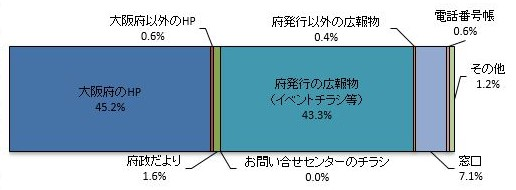 大阪府以外のHP
0.6%
府発行以外の広報物
0.4%
電話番号帳
0.6%
大阪府のHP
45.2%
府発行の広報物
(イベントチラシ等)
43.3%
その他
1.2%
府政だより
1.6%
お問い合せセンターのチラシ
0.0%
窓口
7.1%